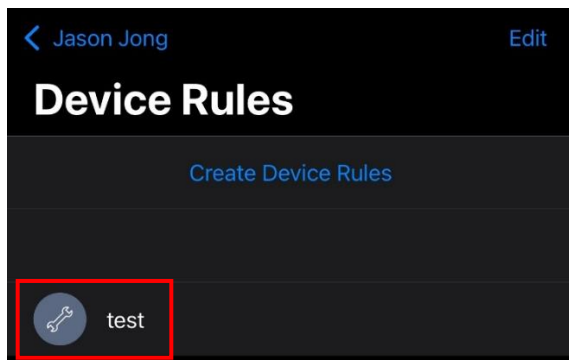 Jason Jong
Edit
Device Rules
Create Device Rules
test